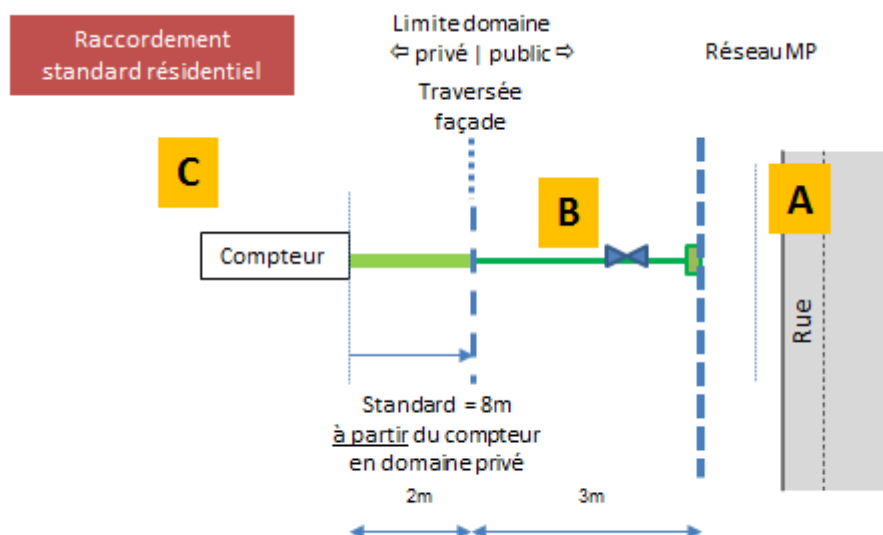 Raccordement
standard résidentiel
Limite domaine
⇦ privé | public ⇨
Traversée
façade
Réseau MP
C
B
A
Compteur
Rue
Standard = 8m
à partir du compteur
en domaine privé
2m
3m